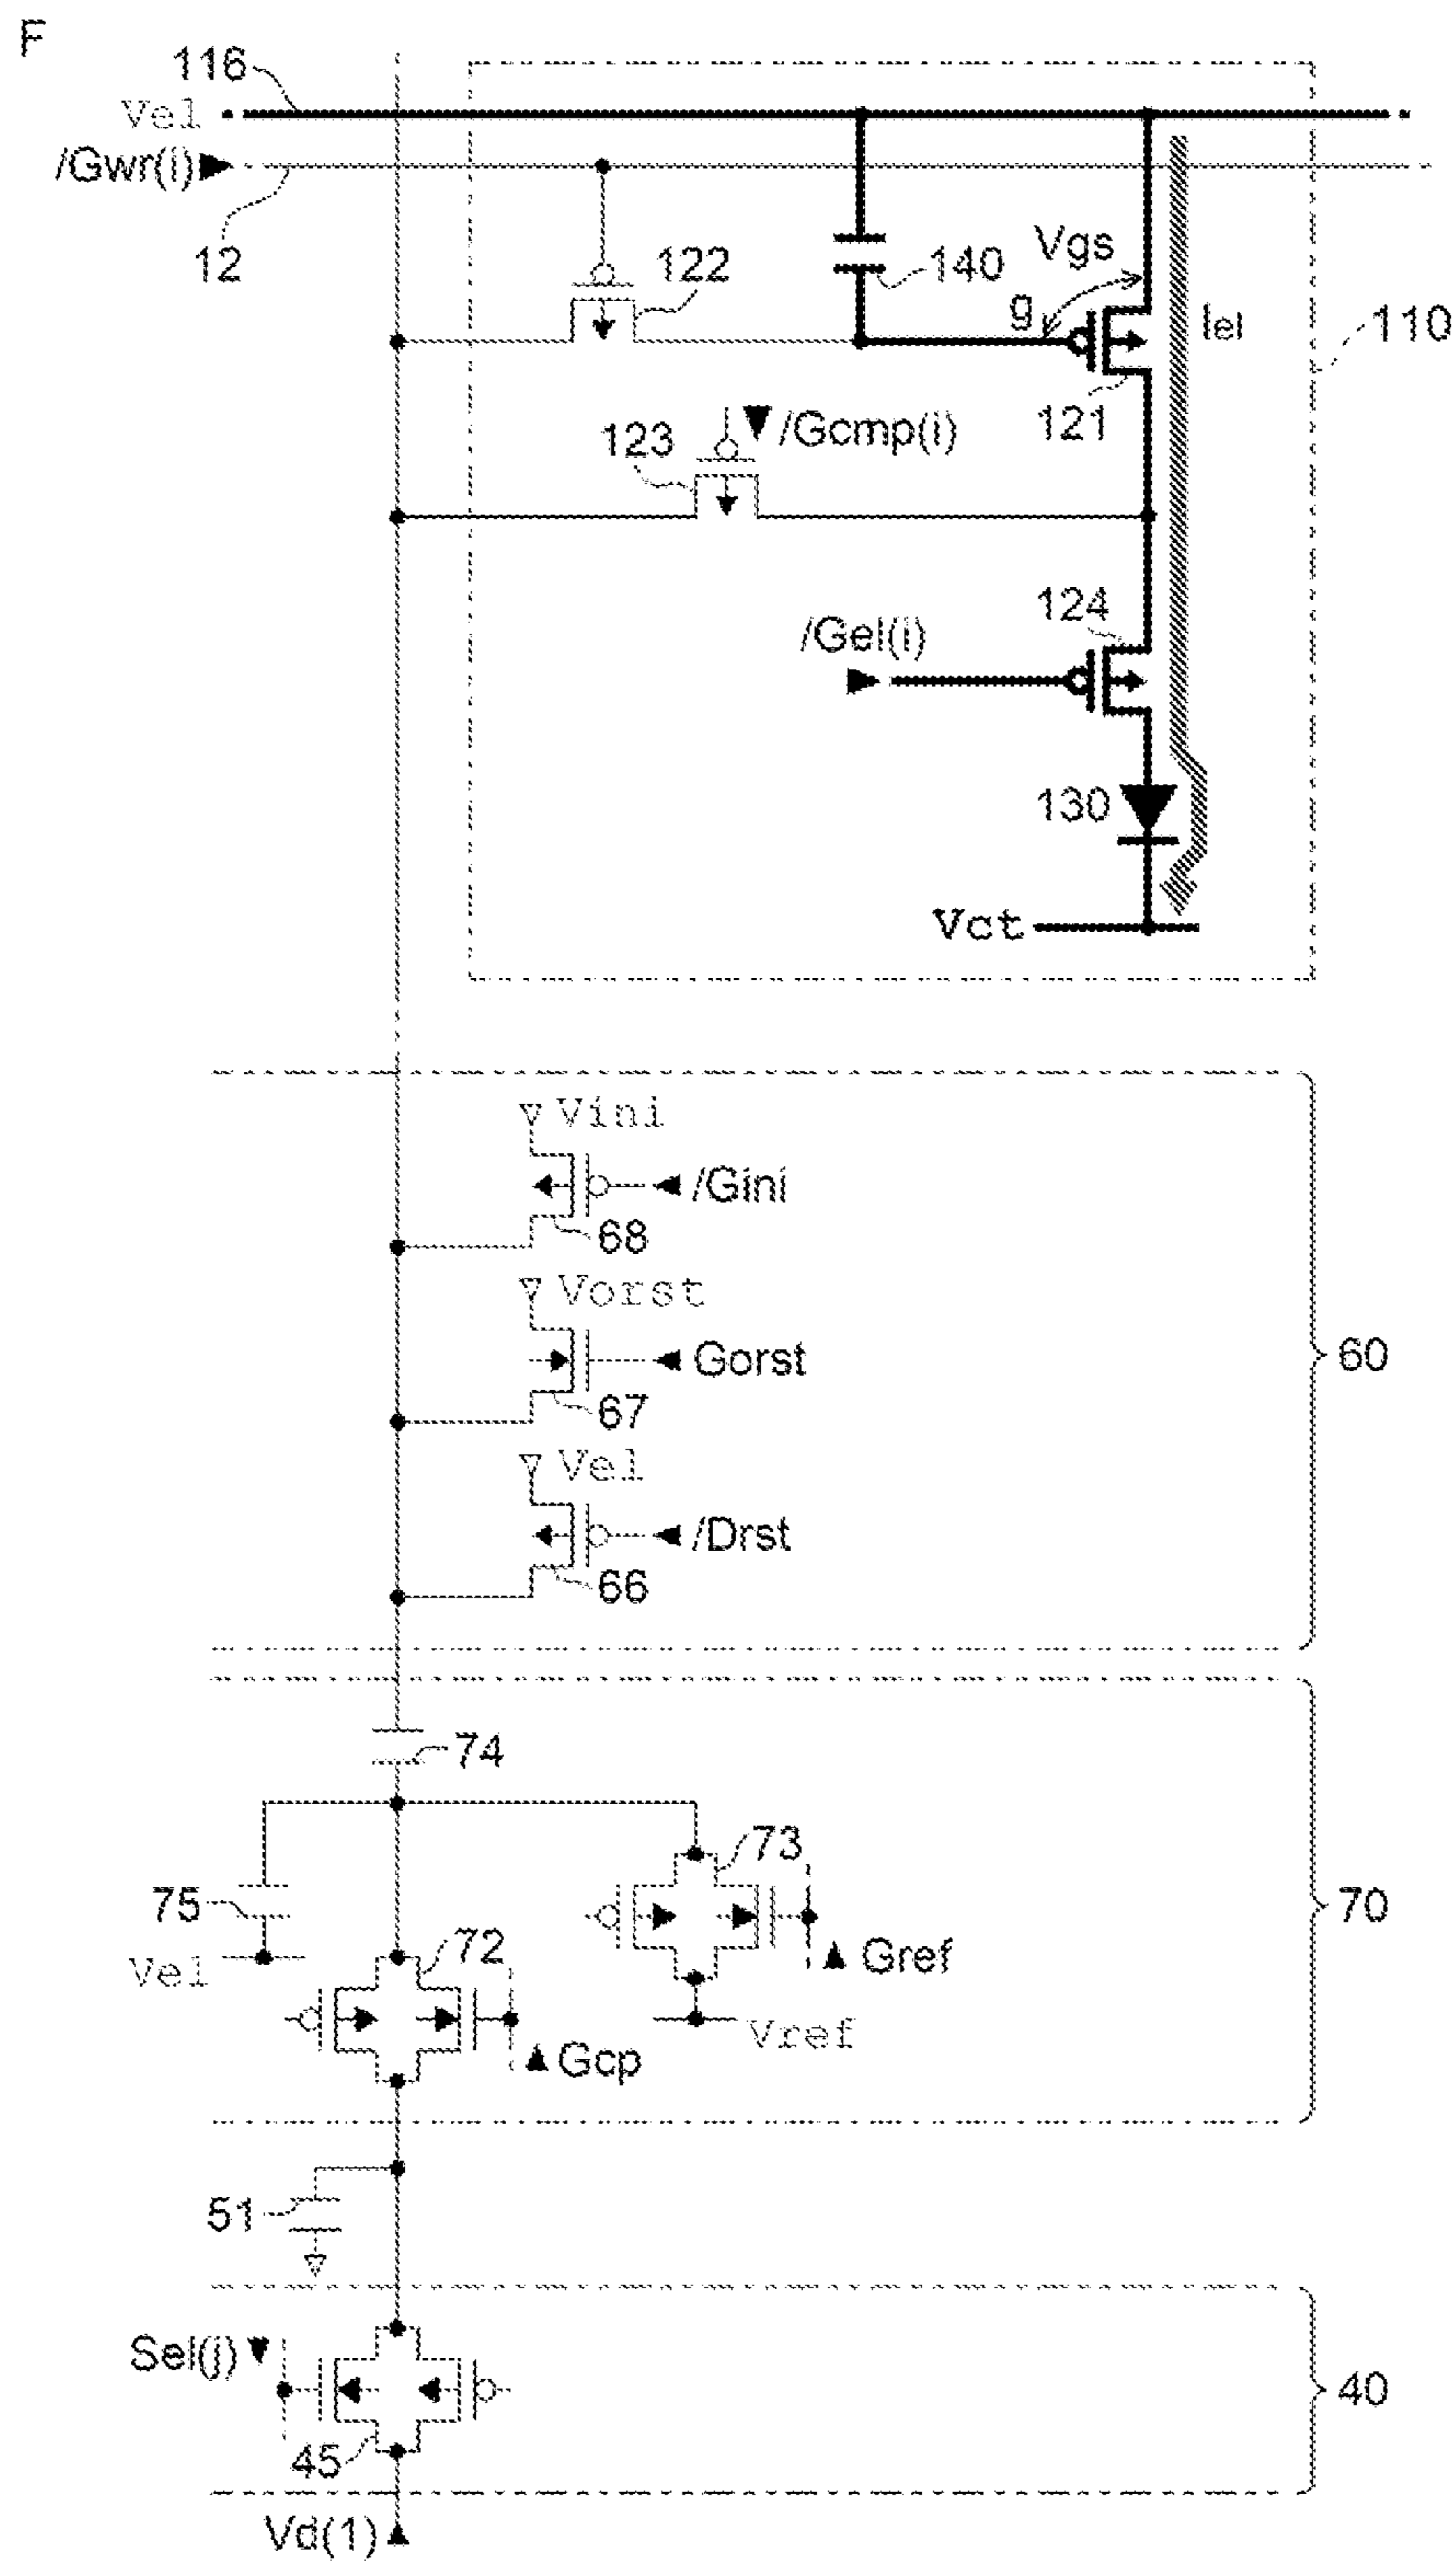 F
116
Vel
/Gwr(i)
12
122
140
Vgs
g
Iel
110
121
123
/Gcmp(i)
124
/Gel(i)
130
Vct
Vini
/Gini
68
Vorst
Gorst
67
60
Vel
/Drst
66
74
73
75
72
70
Vel
Gref
Vref
Gcp
51
Sel(j)
40
45
Vd(1)